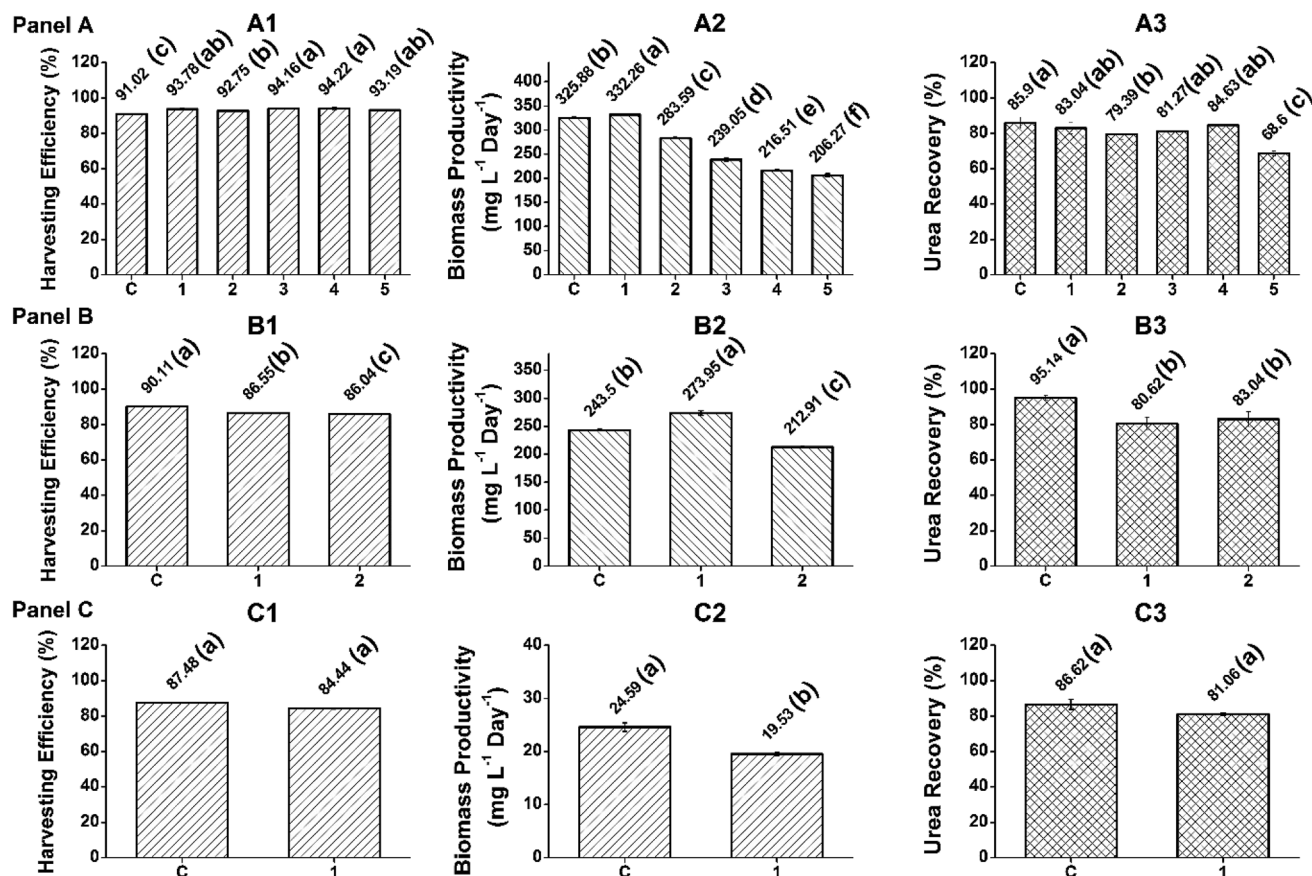 Panel A
A1
Harvesting Efficiency (%)
120
100
80
60
40
20
0
91.02 (c)
93.78 (ab)
92.75 (b)
94.16 (a)
94.22 (a)
93.19 (ab)
C 1 2 3 4 5
A2
Biomass Productivity
(mg L⁻¹ Day⁻¹)
400
350
300
250
200
150
100
50
0
325.88 (b)
332.26 (a)
283.59 (c)
239.05 (d)
216.51 (e)
206.27 (f)
C 1 2 3 4 5
A3
Urea Recovery (%)
120
100
80
60
40
20
0
85.9 (a)
83.04 (ab)
79.39 (b)
81.27 (ab)
84.63 (ab)
68.6 (c)
C 1 2 3 4 5
Panel B
B1
Harvesting Efficiency (%)
120
100
80
60
40
20
0
90.11 (a)
86.55 (b)
86.04 (c)
C 1 2
B2
Biomass Productivity
(mg L⁻¹ Day⁻¹)
350
300
250
200
150
100
50
0
243.5 (b)
273.95 (a)
212.91 (c)
C 1 2
B3
Urea Recovery (%)
120
100
80
60
40
20
0
95.14 (a)
80.62 (b)
83.04 (b)
C 1 2
Panel C
C1
Harvesting Efficiency (%)
120
100
80
60
40
20
0
87.48 (a)
84.44 (a)
C 1
C2
Biomass Productivity
(mg L⁻¹ Day⁻¹)
40
30
20
10
0
24.59 (a)
19.53 (b)
C 1
C3
Urea Recovery (%)
120
100
80
60
40
20
0
86.62 (a)
81.06 (a)
C 1